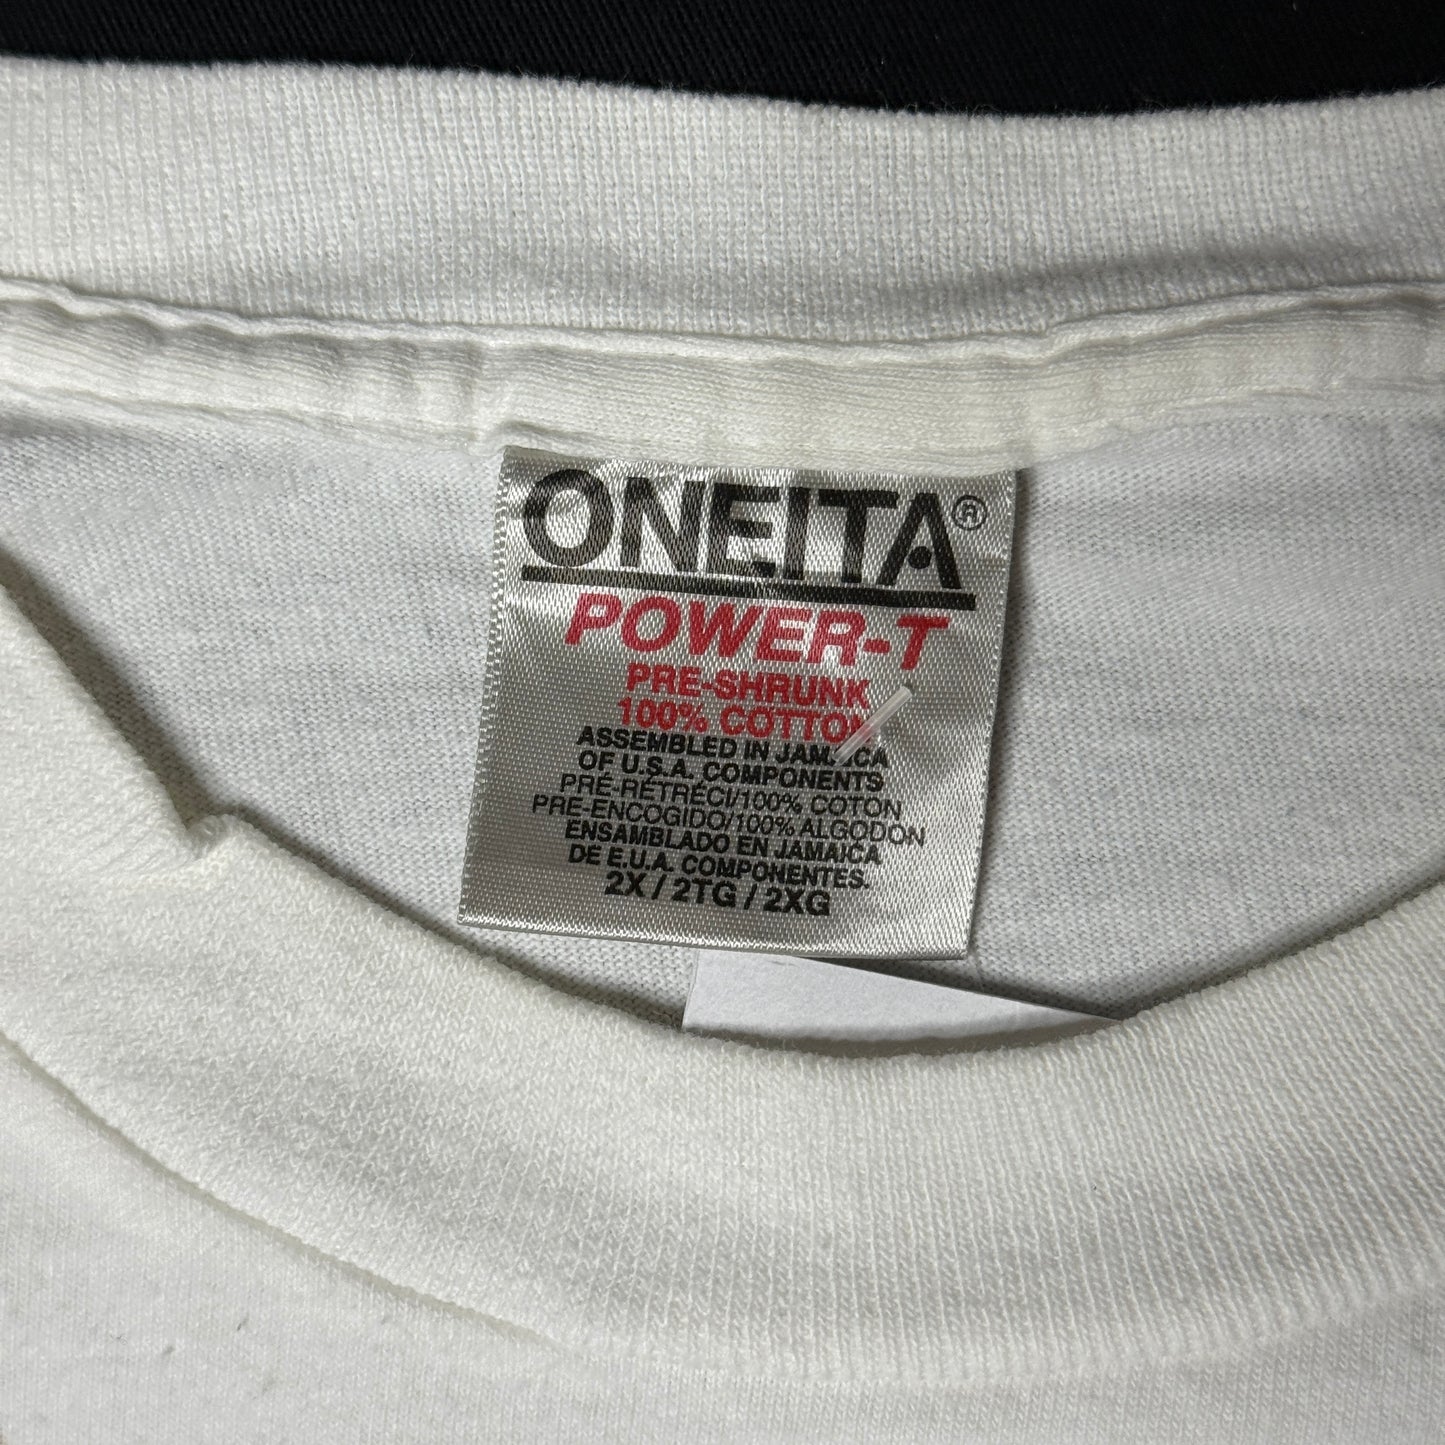 ONEITA®
POWER-T
PRE-SHRUNK
100% COTTON
ASSEMBLED IN JAMAICA
OF U.S.A. COMPONENTS
PRÉ-RÉTRÉCI/100% COTON
PRE-ENCOGIDO/100% ALGODON
ENSAMBLADO EN JAMAICA
DE E.U.A. COMPONENTES.
2X / 2TG / 2XG